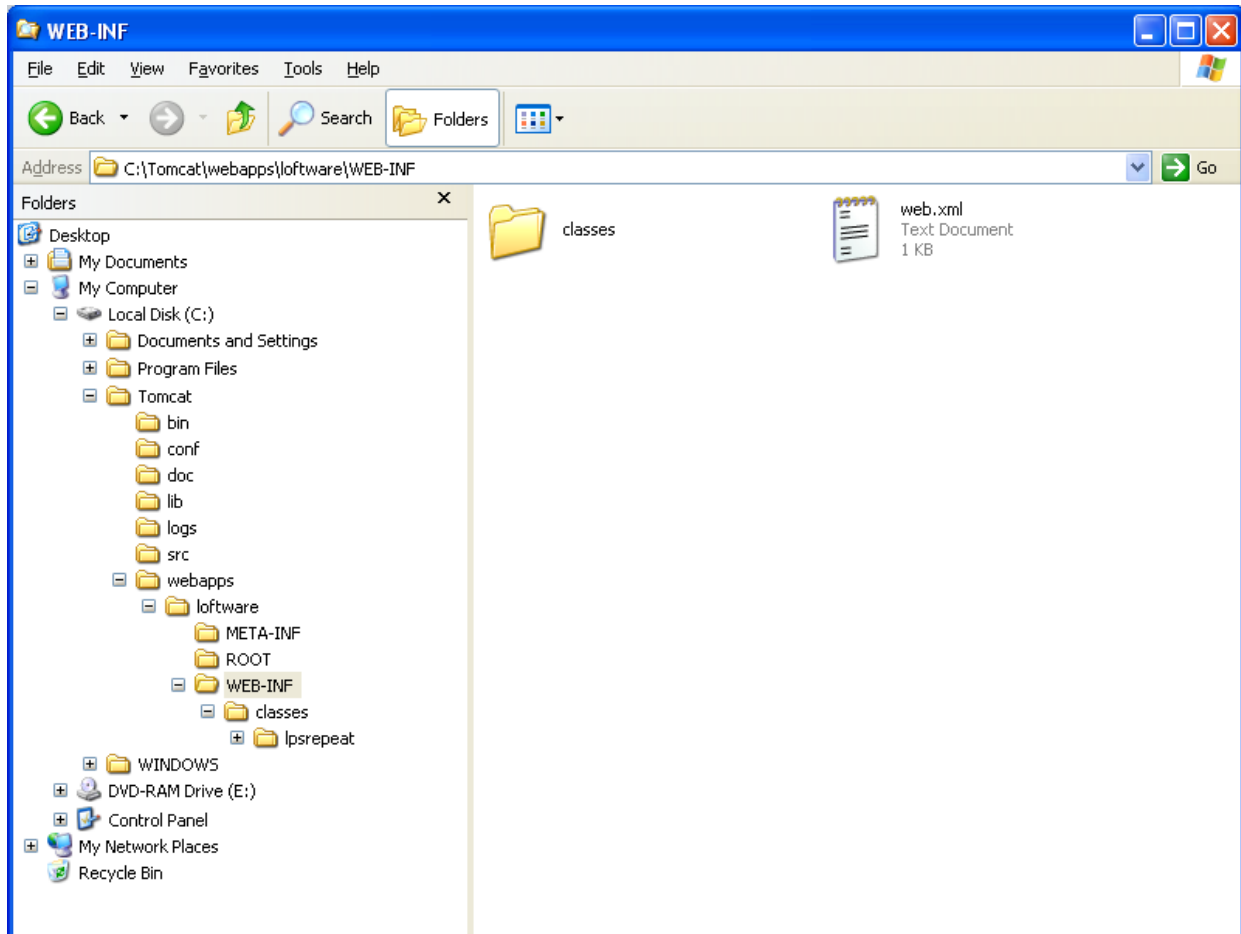 WEB-INF
File Edit View Favorites Tools Help
Back Search Folders
Address C:\Tomcat\webapps\loftware\WEB-INF Go
Folders x
Desktop
My Documents
My Computer
Local Disk (C:)
Documents and Settings
Program Files
Tomcat
bin
conf
doc
lib
logs
src
webapps
loftware
META-INF
ROOT
WEB-INF
classes
lpsrepeat
WINDOWS
DVD-RAM Drive (E:)
Control Panel
My Network Places
Recycle Bin
classes
web.xml
Text Document
1 KB